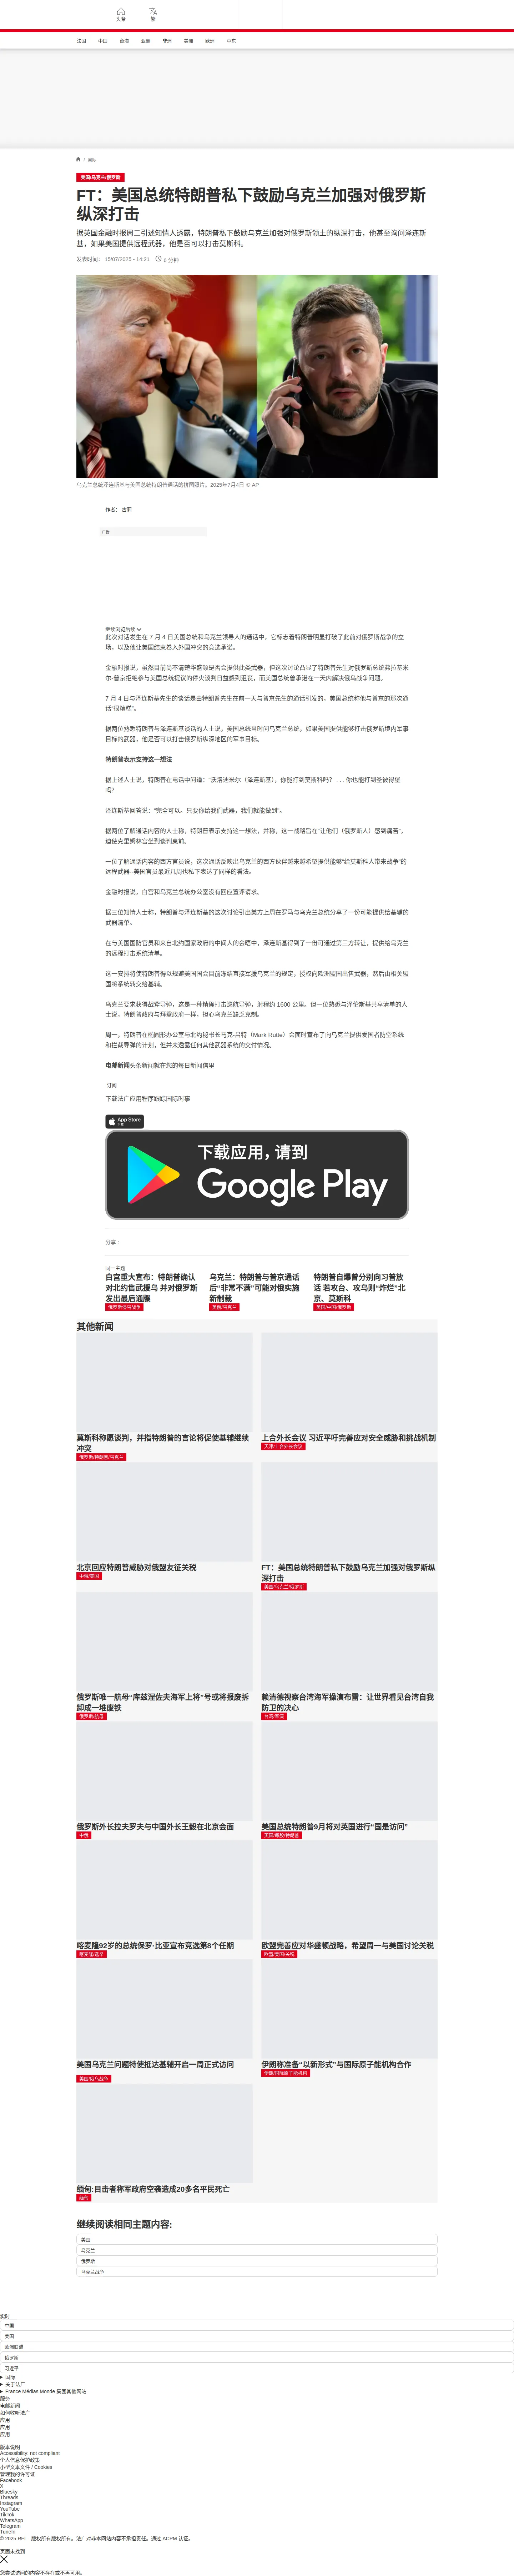 头条
繁
法国
中国
台海
亚洲
非洲
美洲
欧洲
中东
/ 国际
美国/乌克兰/俄罗斯
FT：美国总统特朗普私下鼓励乌克兰加强对俄罗斯
纵深打击
据英国金融时报周二引述知情人透露，特朗普私下鼓励乌克兰加强对俄罗斯领土的纵深打击，他甚至询问泽连斯
基，如果美国提供远程武器，他是否可以打击莫斯科。
发表时间： 15/07/2025 - 14:21
6 分钟
乌克兰总统泽连斯基与美国总统特朗普通话的拼图照片。2025年7月4日 © AP
作者： 古莉
广告
继续浏览后续
此次对话发生在 7 月 4 日美国总统和乌克兰领导人的通话中，它标志着特朗普明显打破了此前对俄罗斯战争的立
场，以及他让美国结束卷入外国冲突的竞选承诺。
金融时报说，虽然目前尚不清楚华盛顿是否会提供此类武器，但这次讨论凸显了特朗普先生对俄罗斯总统弗拉基米
尔·普京拒绝参与美国总统提议的停火谈判日益感到沮丧，而美国总统曾承诺在一天内解决俄乌战争问题。
7 月 4 日与泽连斯基先生的谈话是由特朗普先生在前一天与普京先生的通话引发的，美国总统称他与普京的那次通
话“很糟糕”。
据两位熟悉特朗普与泽连斯基谈话的人士说，美国总统当时问乌克兰总统，如果美国提供能够打击俄罗斯境内军事
目标的武器，他是否可以打击俄罗斯纵深地区的军事目标。
特朗普表示支持这一想法
据上述人士说，特朗普在电话中问道：“沃洛迪米尔（泽连斯基），你能打到莫斯科吗？ . . . 你也能打到圣彼得堡
吗？
泽连斯基回答说：“完全可以。只要你给我们武器，我们就能做到”。
据两位了解通话内容的人士称，特朗普表示支持这一想法，并称，这一战略旨在“让他们（俄罗斯人）感到痛苦”，
迫使克里姆林宫坐到谈判桌前。
一位了解通话内容的西方官员说，这次通话反映出乌克兰的西方伙伴越来越希望提供能够“给莫斯科人带来战争”的
远程武器--美国官员最近几周也私下表达了同样的看法。
金融时报说，白宫和乌克兰总统办公室没有回应置评请求。
据三位知情人士称，特朗普与泽连斯基的这次讨论引出美方上周在罗马与乌克兰总统分享了一份可能提供给基辅的
武器清单。
在与美国国防官员和来自北约国家政府的中间人的会晤中，泽连斯基得到了一份可通过第三方转让，提供给乌克兰
的远程打击系统清单。
这一安排将使特朗普得以规避美国国会目前冻结直接军援乌克兰的规定，授权向欧洲盟国出售武器，然后由相关盟
国将系统转交给基辅。
乌克兰要求获得战斧导弹，这是一种精确打击巡航导弹，射程约 1600 公里。但一位熟悉与泽伦斯基共享清单的人
士说，特朗普政府与拜登政府一样，担心乌克兰缺乏克制。
周一，特朗普在椭圆形办公室与北约秘书长马克·吕特（Mark Rutte）会面时宣布了向乌克兰提供爱国者防空系统
和拦截导弹的计划，但并未透露任何其他武器系统的交付情况。
电邮新闻头条新闻就在您的每日新闻信里
订阅
下载法广应用程序跟踪国际时事
App Store
下载
下载应用，请到
Google Play
分享 :
同一主题
白宫重大宣布：特朗普确认
对北约售武援乌 并对俄罗斯
发出最后通牒
俄罗斯侵乌战争
乌克兰：特朗普与普京通话
后“非常不满”可能对俄实施
新制裁
美俄/乌克兰
特朗普自爆曾分别向习普放
话 若攻台、攻乌则“炸烂”北
京、莫斯科
美国/中国/俄罗斯
其他新闻
莫斯科称愿谈判，并指特朗普的言论将促使基辅继续
冲突
俄罗斯/特朗普/乌克兰
上合外长会议 习近平吁完善应对安全威胁和挑战机制
天津/上合外长会议
北京回应特朗普威胁对俄盟友征关税
中俄/美国
FT：美国总统特朗普私下鼓励乌克兰加强对俄罗斯纵
深打击
美国/乌克兰/俄罗斯
俄罗斯唯一航母“库兹涅佐夫海军上将”号或将报废拆
卸成一堆废铁
俄罗斯/航母
赖清德视察台湾海军操演布雷：让世界看见台湾自我
防卫的决心
台湾/军演
俄罗斯外长拉夫罗夫与中国外长王毅在北京会面
中俄
美国总统特朗普9月将对英国进行“国是访问”
英国/每股/特朗普
喀麦隆92岁的总统保罗·比亚宣布竞选第8个任期
喀麦隆/选举
欧盟完善应对华盛顿战略，希望周一与美国讨论关税
欧盟/美国/关税
美国乌克兰问题特使抵达基辅开启一周正式访问
美国/俄乌战争
伊朗称准备“以新形式”与国际原子能机构合作
伊朗/国际原子能机构
缅甸:目击者称军政府空袭造成20多名平民死亡
缅甸
继续阅读相同主题内容:
美国
乌克兰
俄罗斯
乌克兰战争
实时
中国
美国
欧洲联盟
俄罗斯
习近平
国际
关于法广
France Médias Monde 集团其他网站
服务
电邮新闻
如何收听法广
应用
应用
应用
版本说明
Accessibility: not compliant
个人信息保护政策
小型文本文件 / Cookies
管理我的许可证
Facebook
X
Bluesky
Threads
Instagram
YouTube
TikTok
WhatsApp
Telegram
TuneIn
© 2025 RFI – 版权所有版权所有。法广对非本网站内容不承担责任。通过 ACPM 认证。
页面未找到
您尝试访问的内容不存在或不再可用。